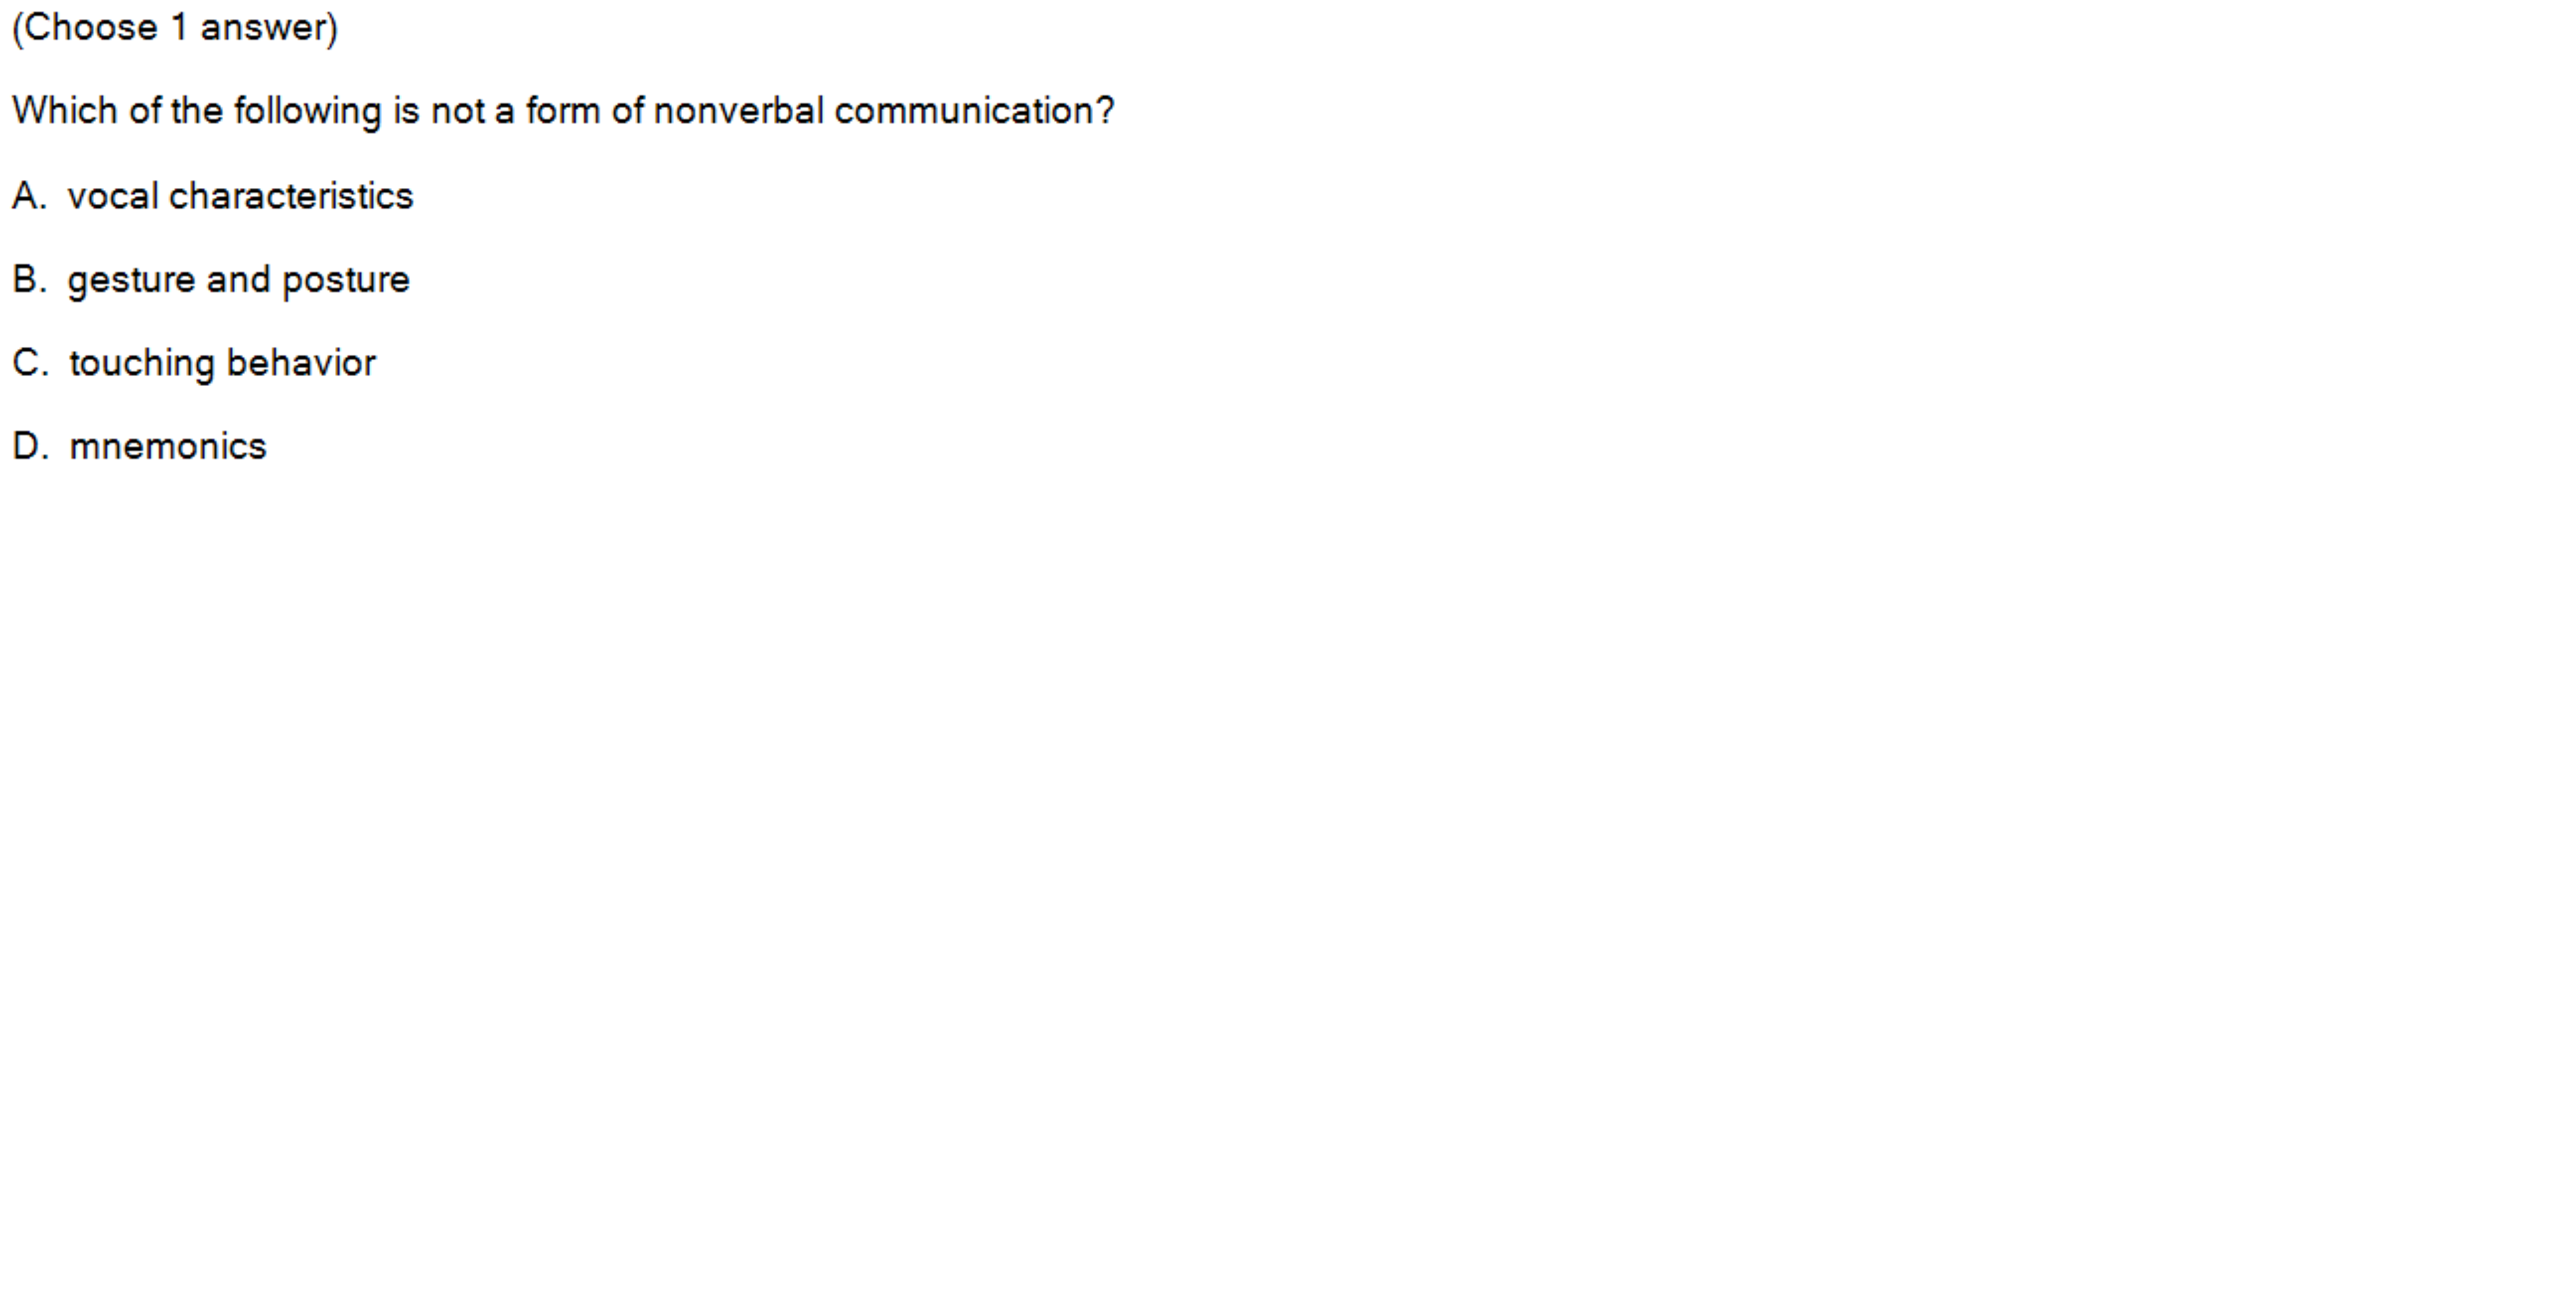 (Choose 1 answer)
Which of the following is not a form of nonverbal communication?
A. vocal characteristics
B. gesture and posture
C. touching behavior
D. mnemonics